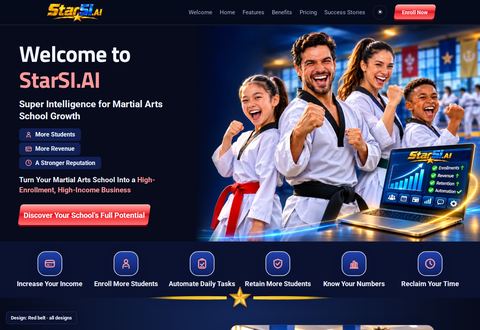 StarSI.AI
Welcome Home Features Benefits Pricing Success Stories
Enroll Now
Welcome to
StarSI.AI
Super Intelligence for Martial Arts
School Growth
More Students
More Revenue
A Stronger Reputation
Turn Your Martial Arts School Into a High-
Enrollment, High-Income Business
Discover Your School's Full Potential
StarSI.AI
Enrollments
Revenue
Retention
Automation
Increase Your Income
Enroll More Students
Automate Daily Tasks
Retain More Students
Know Your Numbers
Reclaim Your Time
Design: Red belt · all designs